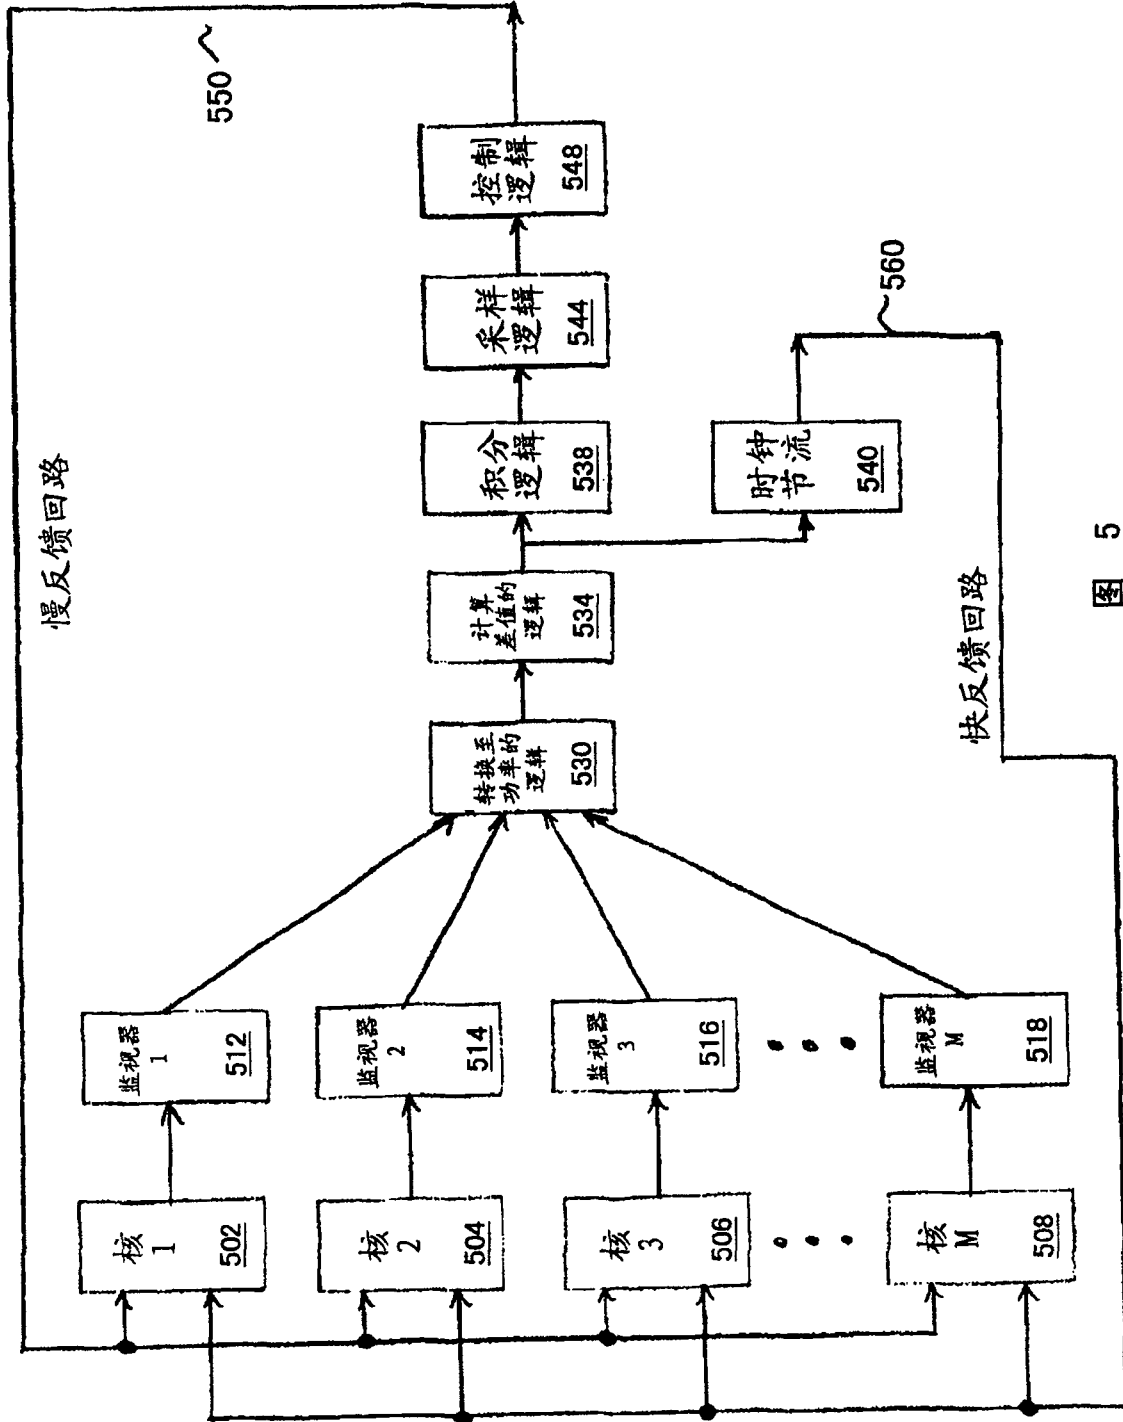 慢反馈回路
550
核
1
502
监视器
1
512
核
2
504
监视器
2
514
核
3
506
监视器
3
516
核
M
508
监视器
M
518
转换至
功率的
逻辑
530
计算
差值的
逻辑
534
积分
逻辑
538
采样
逻辑
544
控制
逻辑
548
时钟
节流
540
560
快反馈回路
图 5